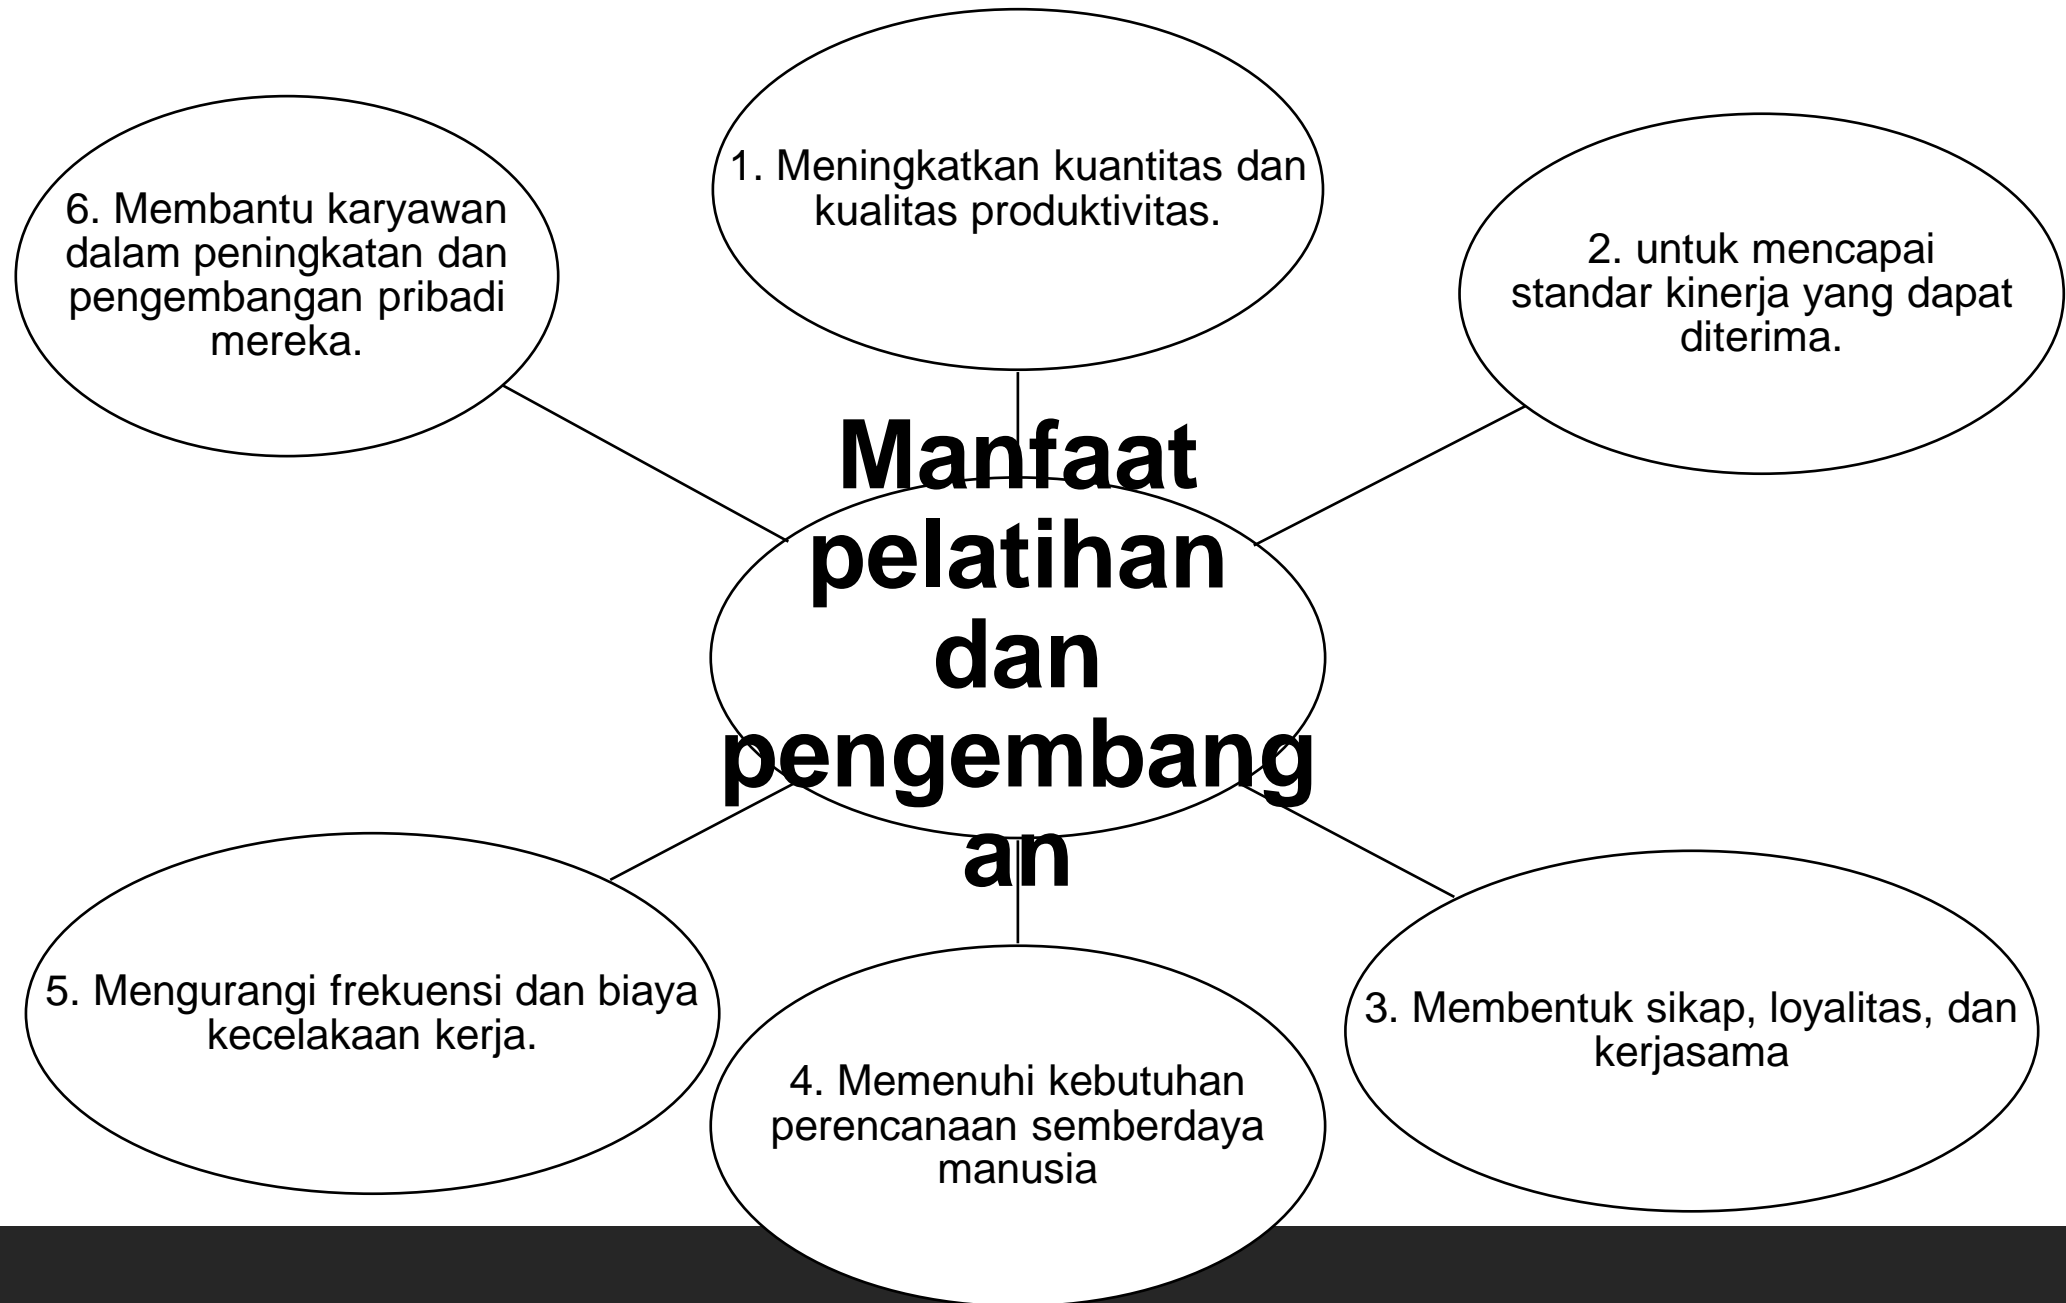 Manfaat
pelatihan
dan
pengembang
an
1. Meningkatkan kuantitas dan
kualitas produktivitas.
2. untuk mencapai
standar kinerja yang dapat
diterima.
3. Membentuk sikap, loyalitas, dan
kerjasama
4. Memenuhi kebutuhan
perencanaan semberdaya
manusia
5. Mengurangi frekuensi dan biaya
kecelakaan kerja.
6. Membantu karyawan
dalam peningkatan dan
pengembangan pribadi
mereka.